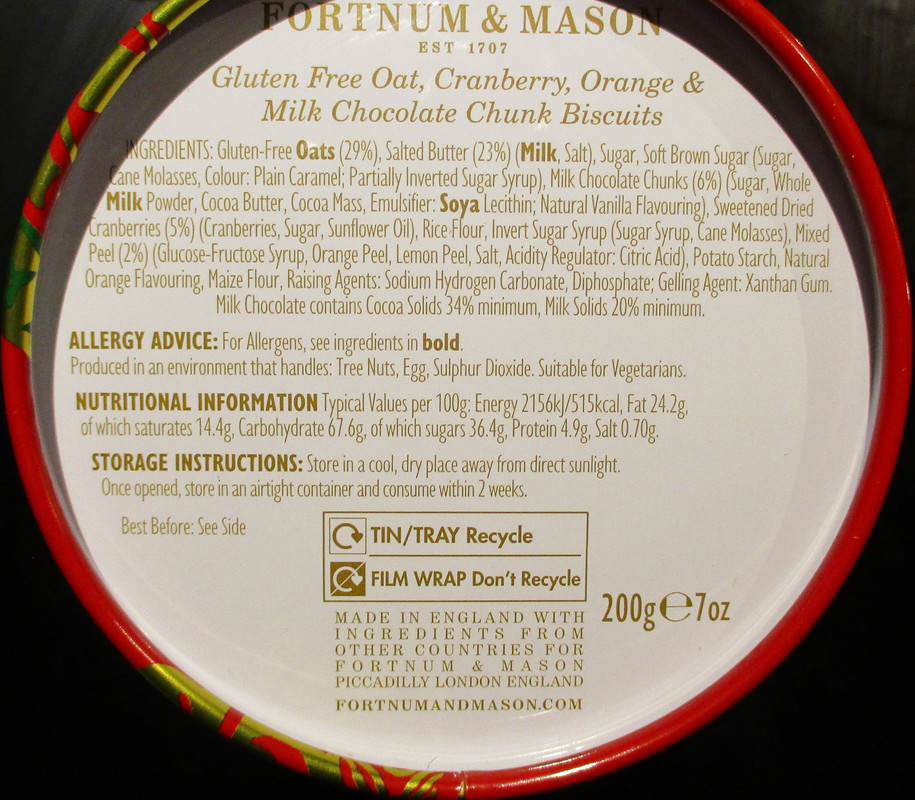 FORTNUM & MASON
EST 1707
Gluten Free Oat, Cranberry, Orange &
Milk Chocolate Chunk Biscuits
INGREDIENTS: Gluten-Free Oats (29%), Salted Butter (23%) (Milk, Salt), Sugar, Soft Brown Sugar (Sugar,
Cane Molasses, Colour: Plain Caramel; Partially Inverted Sugar Syrup), Milk Chocolate Chunks (6%) (Sugar, Whole
Milk Powder, Cocoa Butter, Cocoa Mass, Emulsifier: Soya Lecithin; Natural Vanilla Flavouring), Sweetened Dried
Cranberries (5%) (Cranberries, Sugar, Sunflower Oil), Rice Flour, Invert Sugar Syrup (Sugar Syrup, Cane Molasses), Mixed
Peel (2%) (Glucose-Fructose Syrup, Orange Peel, Lemon Peel, Salt, Acidity Regulator: Citric Acid), Potato Starch, Natural
Orange Flavouring, Maize Flour, Raising Agents: Sodium Hydrogen Carbonate, Diphosphate; Gelling Agent: Xanthan Gum.
Milk Chocolate contains Cocoa Solids 34% minimum, Milk Solids 20% minimum.
ALLERGY ADVICE: For Allergens, see ingredients in bold.
Produced in an environment that handles: Tree Nuts, Egg, Sulphur Dioxide. Suitable for Vegetarians.
NUTRITIONAL INFORMATION Typical Values per 100g: Energy 2156kJ/515kcal, Fat 24.2g,
of which saturates 14.4g, Carbohydrate 67.6g, of which sugars 36.4g, Protein 4.9g, Salt 0.70g.
STORAGE INSTRUCTIONS: Store in a cool, dry place away from direct sunlight.
Once opened, store in an airtight container and consume within 2 weeks.
Best Before: See Side
TIN/TRAY Recycle
FILM WRAP Don't Recycle
200g℮7oz
MADE IN ENGLAND WITH
INGREDIENTS FROM
OTHER COUNTRIES FOR
FORTNUM & MASON
PICCADILLY LONDON ENGLAND
FORTNUMANDMASON.COM